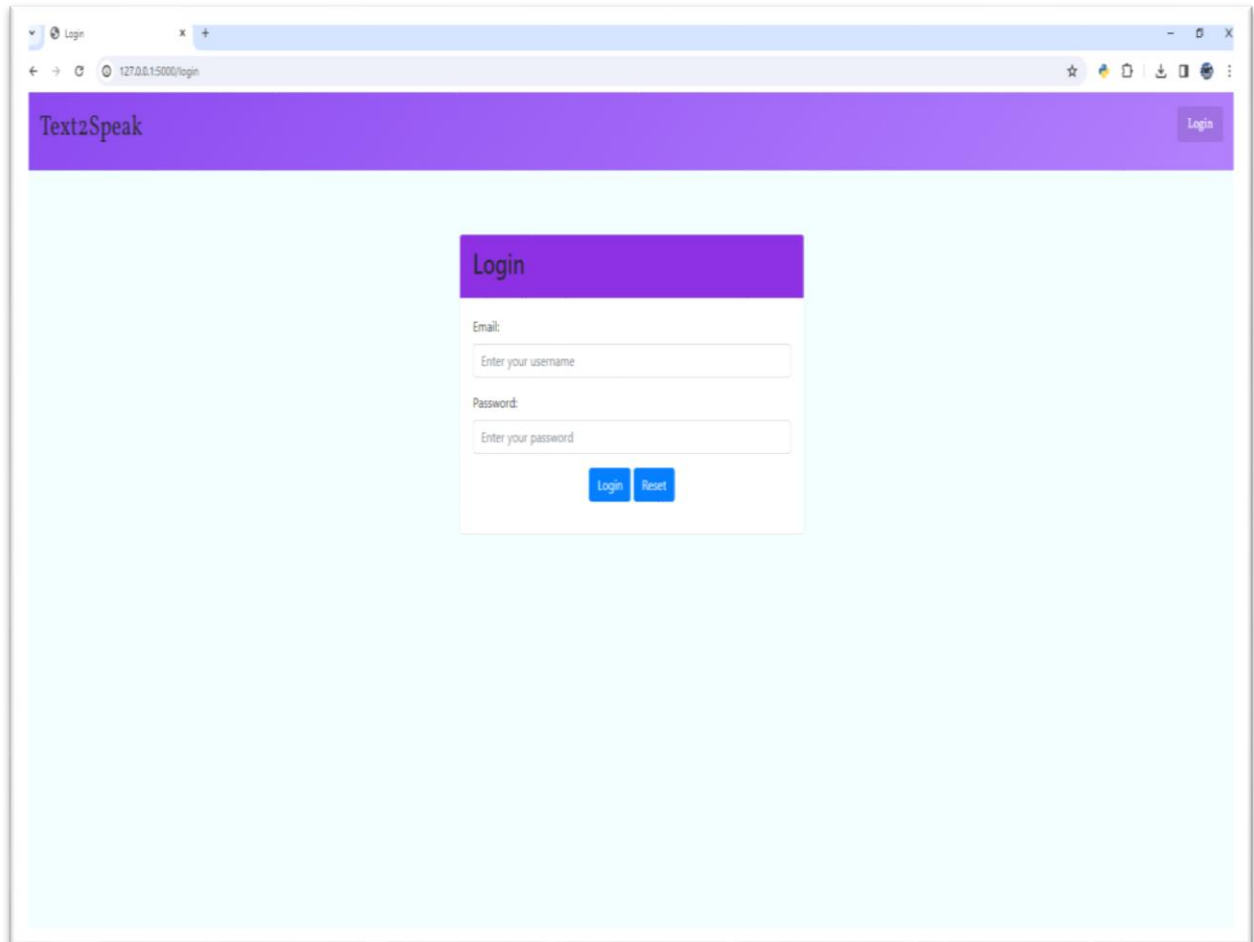 Login
127.0.0.1:5000/login
Text2Speak
Login
Login
Email:
Enter your username
Password:
Enter your password
Login Reset